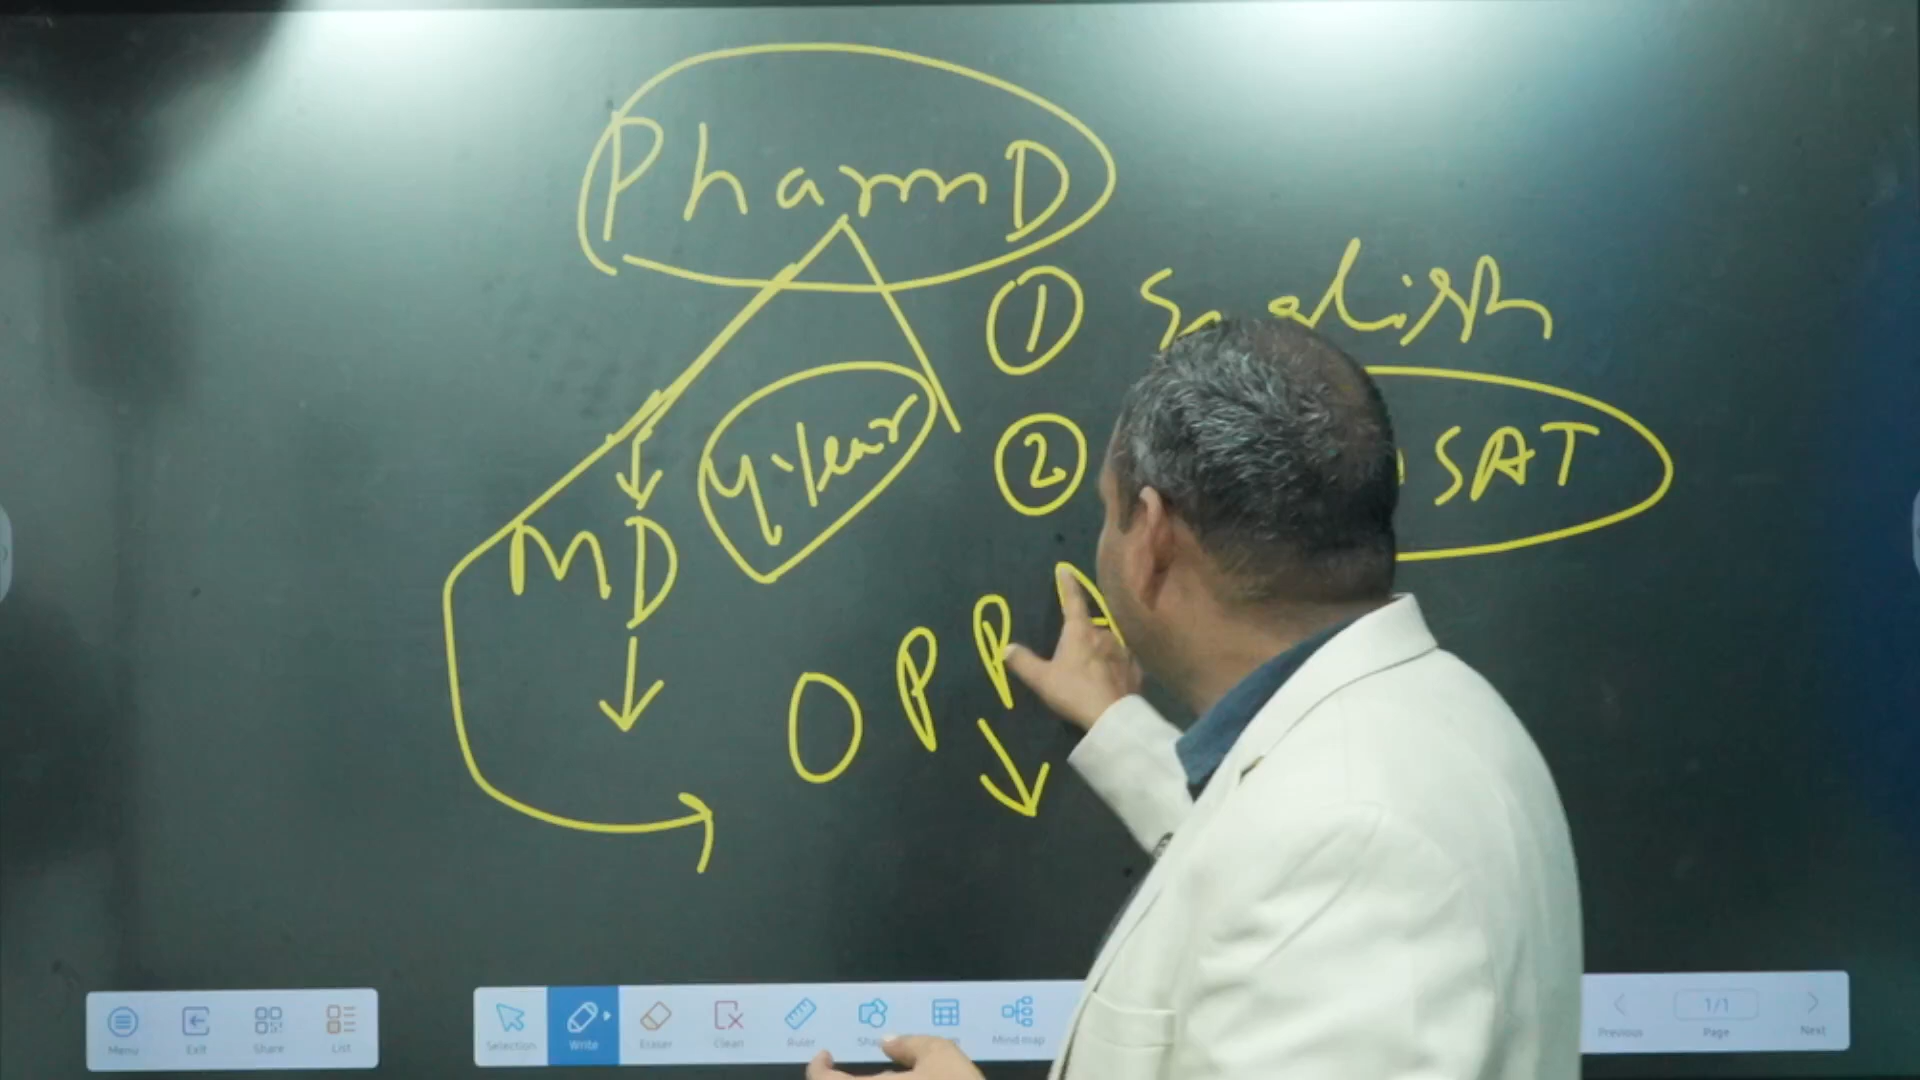 PharmD
① English
4 Year
② SAT
MD
OPRA
Menu Exit Share List
Selection Write Eraser Clean Ruler Mind map
Previous 1/1 Page Next